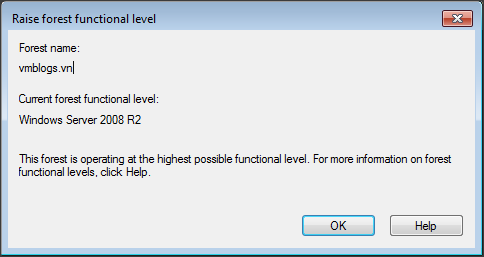 Raise forest functional level
Forest name:
vmblogs.vn
Current forest functional level:
Windows Server 2008 R2
This forest is operating at the highest possible functional level. For more information on forest
functional levels, click Help.
OK
Help